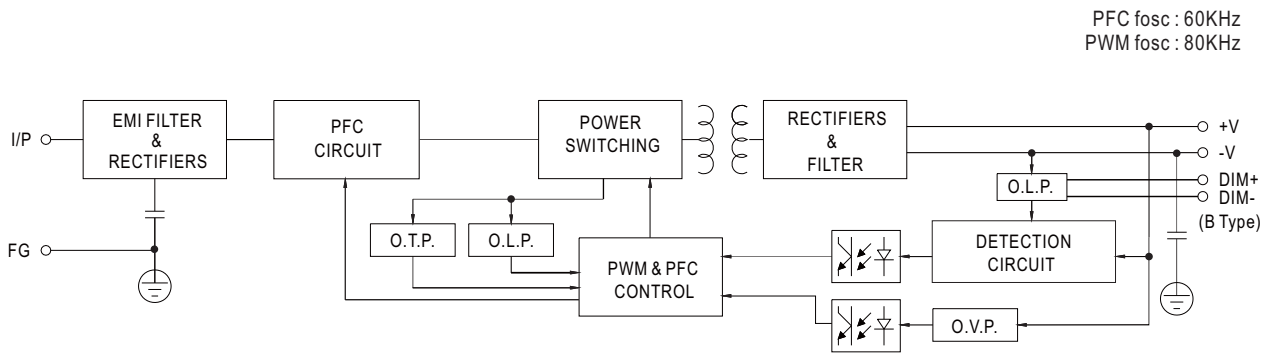 PFC fosc : 60KHz
PWM fosc : 80KHz
I/P
EMI FILTER
&
RECTIFIERS
PFC
CIRCUIT
POWER
SWITCHING
RECTIFIERS
&
FILTER
+V
-V
DIM+
DIM-
(B Type)
O.L.P.
FG
O.T.P.
O.L.P.
PWM & PFC
CONTROL
DETECTION
CIRCUIT
O.V.P.